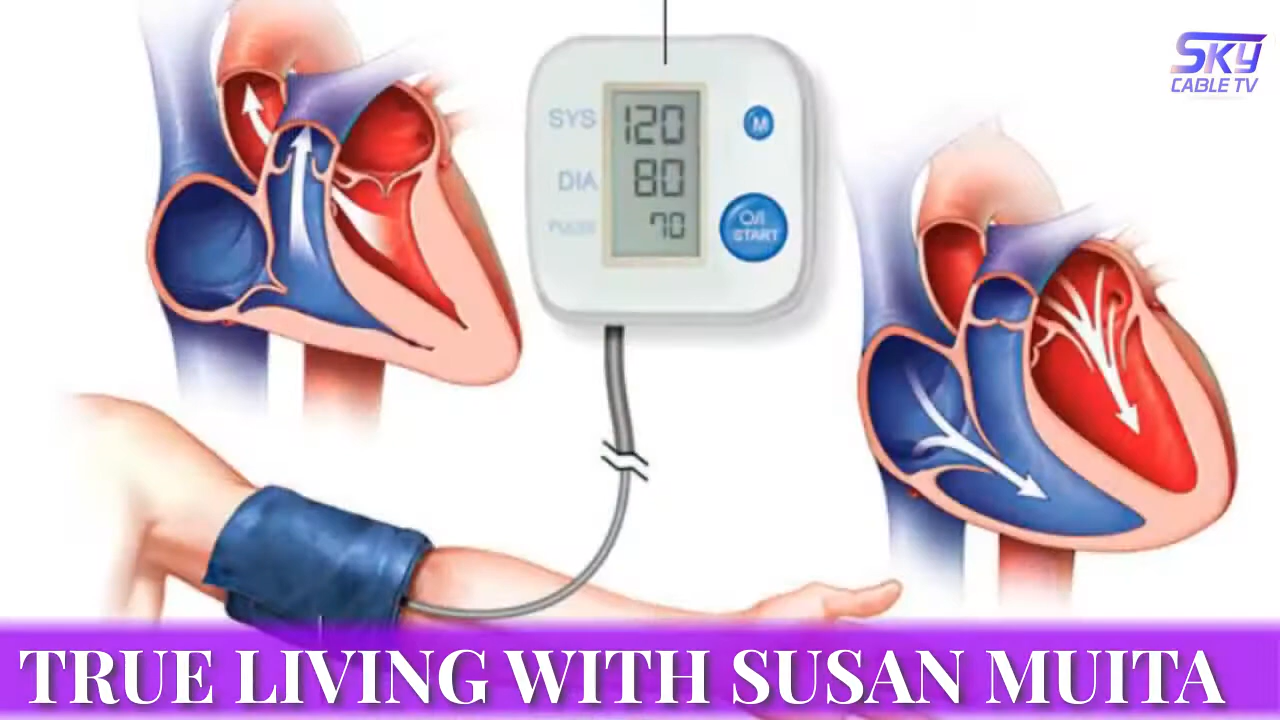 SKY
CABLE TV
SYS 120
M
DIA 80
PULSE 70
O/I
START
TRUE LIVING WITH SUSAN MUITA